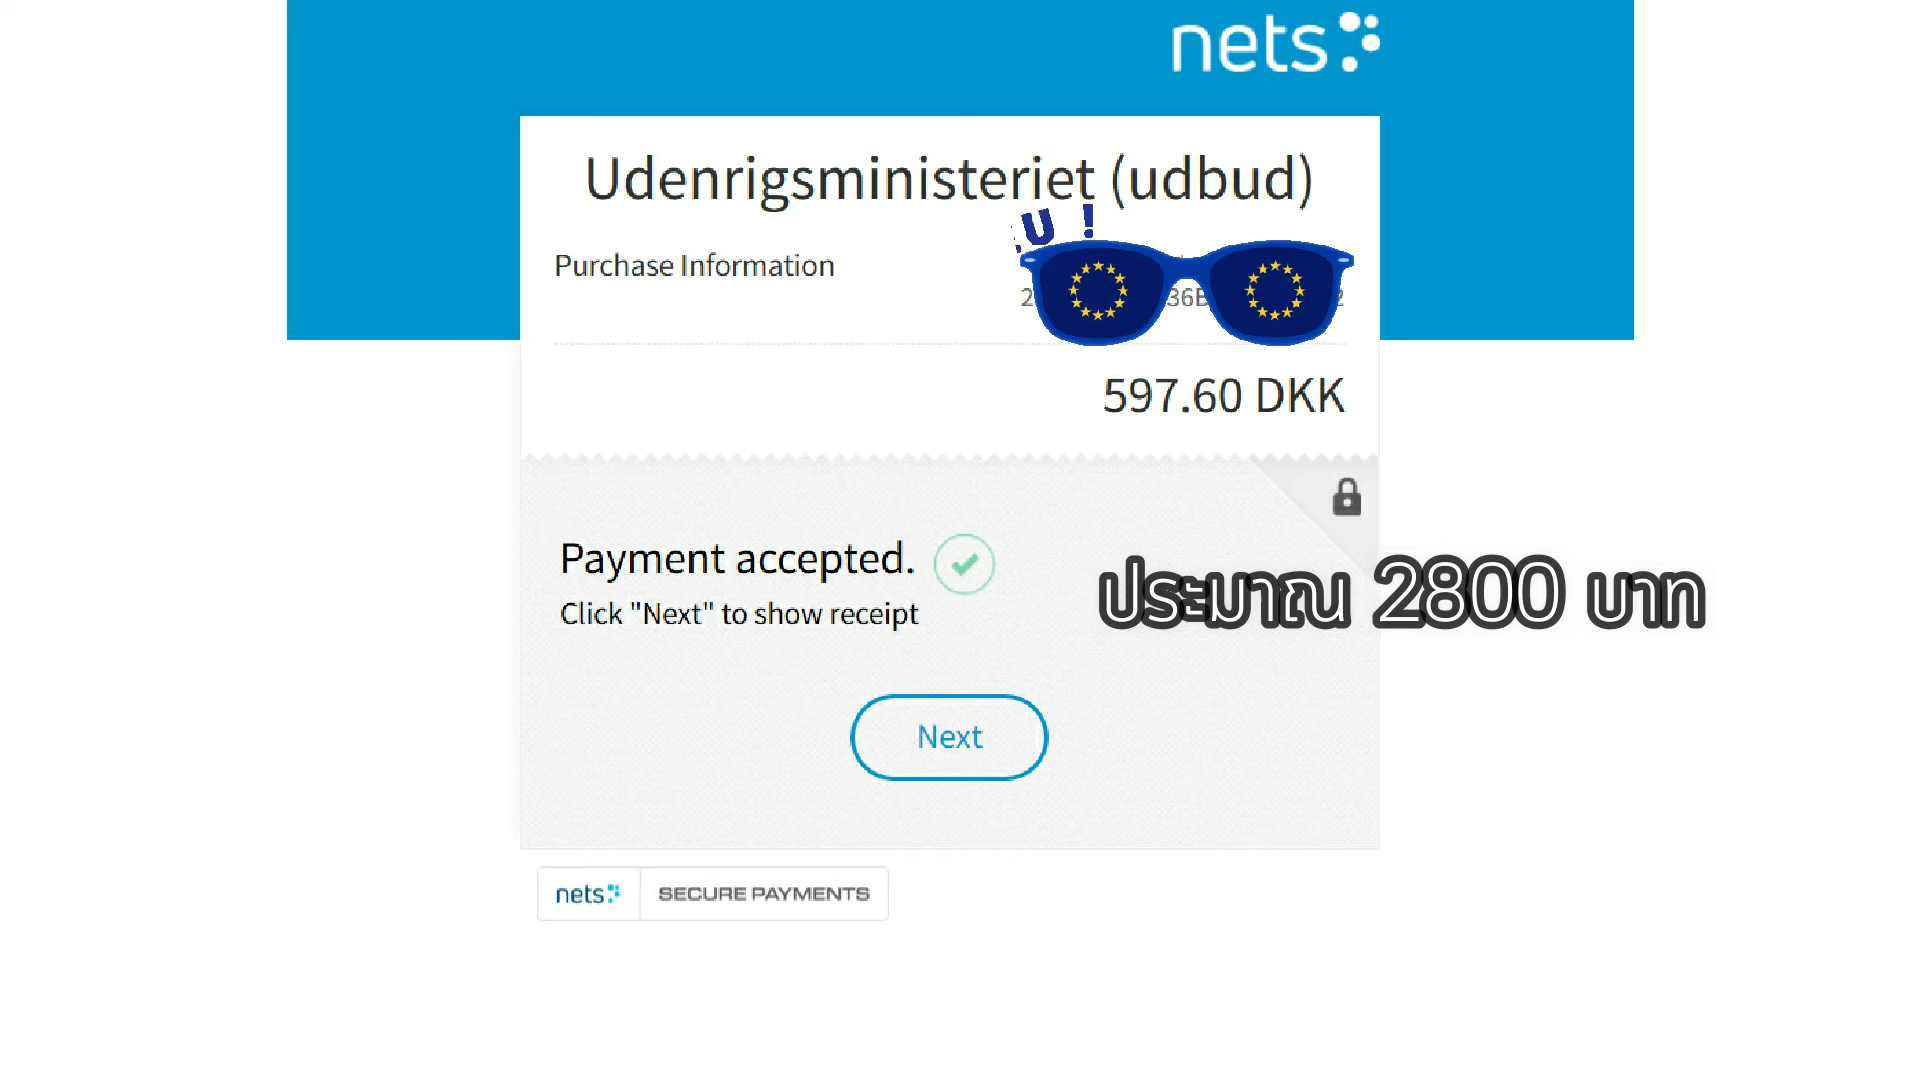 nets
Udenrigsministeriet (udbud)
U !
Purchase Information
597.60 DKK
Payment accepted.
Click "Next" to show receipt
ประมาณ 2800 บาท
Next
nets SECURE PAYMENTS